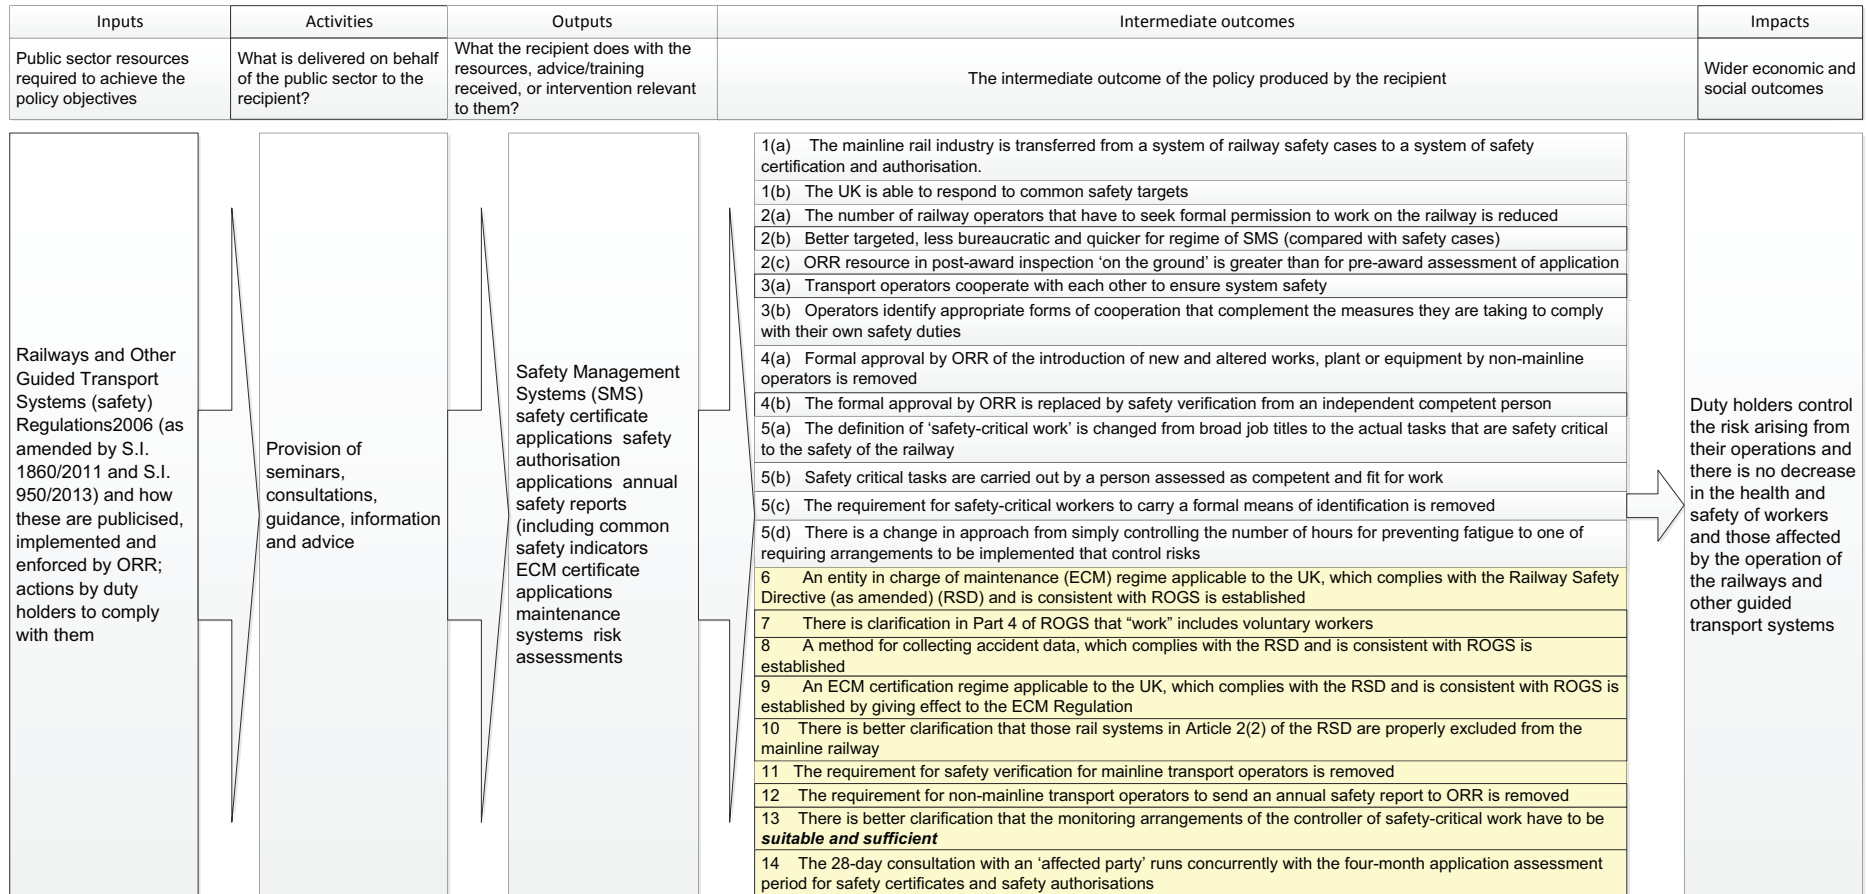 Inputs
Activities
Outputs
Intermediate outcomes
Impacts
Public sector resources
required to achieve the
policy objectives
What is delivered on behalf
of the public sector to the
recipient?
What the recipient does with the
resources, advice/training
received, or intervention relevant
to them?
The intermediate outcome of the policy produced by the recipient
Wider economic and
social outcomes
Railways and Other
Guided Transport
Systems (safety)
Regulations2006 (as
amended by S.I.
1860/2011 and S.I.
950/2013) and how
these are publicised,
implemented and
enforced by ORR;
actions by duty
holders to comply
with them
Provision of
seminars,
consultations,
guidance, information
and advice
Safety Management
Systems (SMS)
safety certificate
applications safety
authorisation
applications annual
safety reports
(including common
safety indicators
ECM certificate
applications
maintenance
systems risk
assessments
1(a) The mainline rail industry is transferred from a system of railway safety cases to a system of safety
certification and authorisation.
1(b) The UK is able to respond to common safety targets
2(a) The number of railway operators that have to seek formal permission to work on the railway is reduced
2(b) Better targeted, less bureaucratic and quicker for regime of SMS (compared with safety cases)
2(c) ORR resource in post-award inspection ‘on the ground’ is greater than for pre-award assessment of application
3(a) Transport operators cooperate with each other to ensure system safety
3(b) Operators identify appropriate forms of cooperation that complement the measures they are taking to comply
with their own safety duties
4(a) Formal approval by ORR of the introduction of new and altered works, plant or equipment by non-mainline
operators is removed
4(b) The formal approval by ORR is replaced by safety verification from an independent competent person
5(a) The definition of ‘safety-critical work’ is changed from broad job titles to the actual tasks that are safety critical
to the safety of the railway
5(b) Safety critical tasks are carried out by a person assessed as competent and fit for work
5(c) The requirement for safety-critical workers to carry a formal means of identification is removed
5(d) There is a change in approach from simply controlling the number of hours for preventing fatigue to one of
requiring arrangements to be implemented that control risks
6 An entity in charge of maintenance (ECM) regime applicable to the UK, which complies with the Railway Safety
Directive (as amended) (RSD) and is consistent with ROGS is established
7 There is clarification in Part 4 of ROGS that “work” includes voluntary workers
8 A method for collecting accident data, which complies with the RSD and is consistent with ROGS is
established
9 An ECM certification regime applicable to the UK, which complies with the RSD and is consistent with ROGS is
established by giving effect to the ECM Regulation
10 There is better clarification that those rail systems in Article 2(2) of the RSD are properly excluded from the
mainline railway
11 The requirement for safety verification for mainline transport operators is removed
12 The requirement for non-mainline transport operators to send an annual safety report to ORR is removed
13 There is better clarification that the monitoring arrangements of the controller of safety-critical work have to be
suitable and sufficient
14 The 28-day consultation with an ‘affected party’ runs concurrently with the four-month application assessment
period for safety certificates and safety authorisations
Duty holders control
the risk arising from
their operations and
there is no decrease
in the health and
safety of workers
and those affected
by the operation of
the railways and
other guided
transport systems